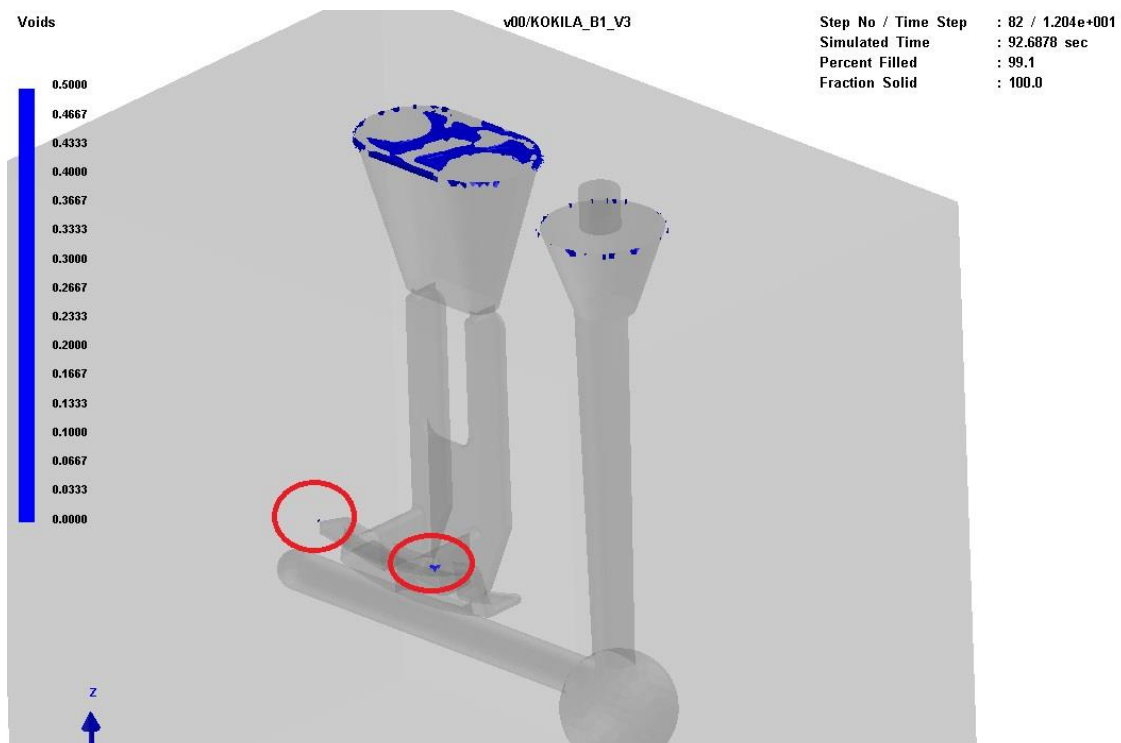 Voids
v00/KOKILA_B1_V3
Step No / Time Step : 82 / 1.204e+001
Simulated Time : 92.6878 sec
Percent Filled : 99.1
Fraction Solid : 100.0
0.5000
0.4667
0.4333
0.4000
0.3667
0.3333
0.3000
0.2667
0.2333
0.2000
0.1667
0.1333
0.1000
0.0667
0.0333
0.0000
Z